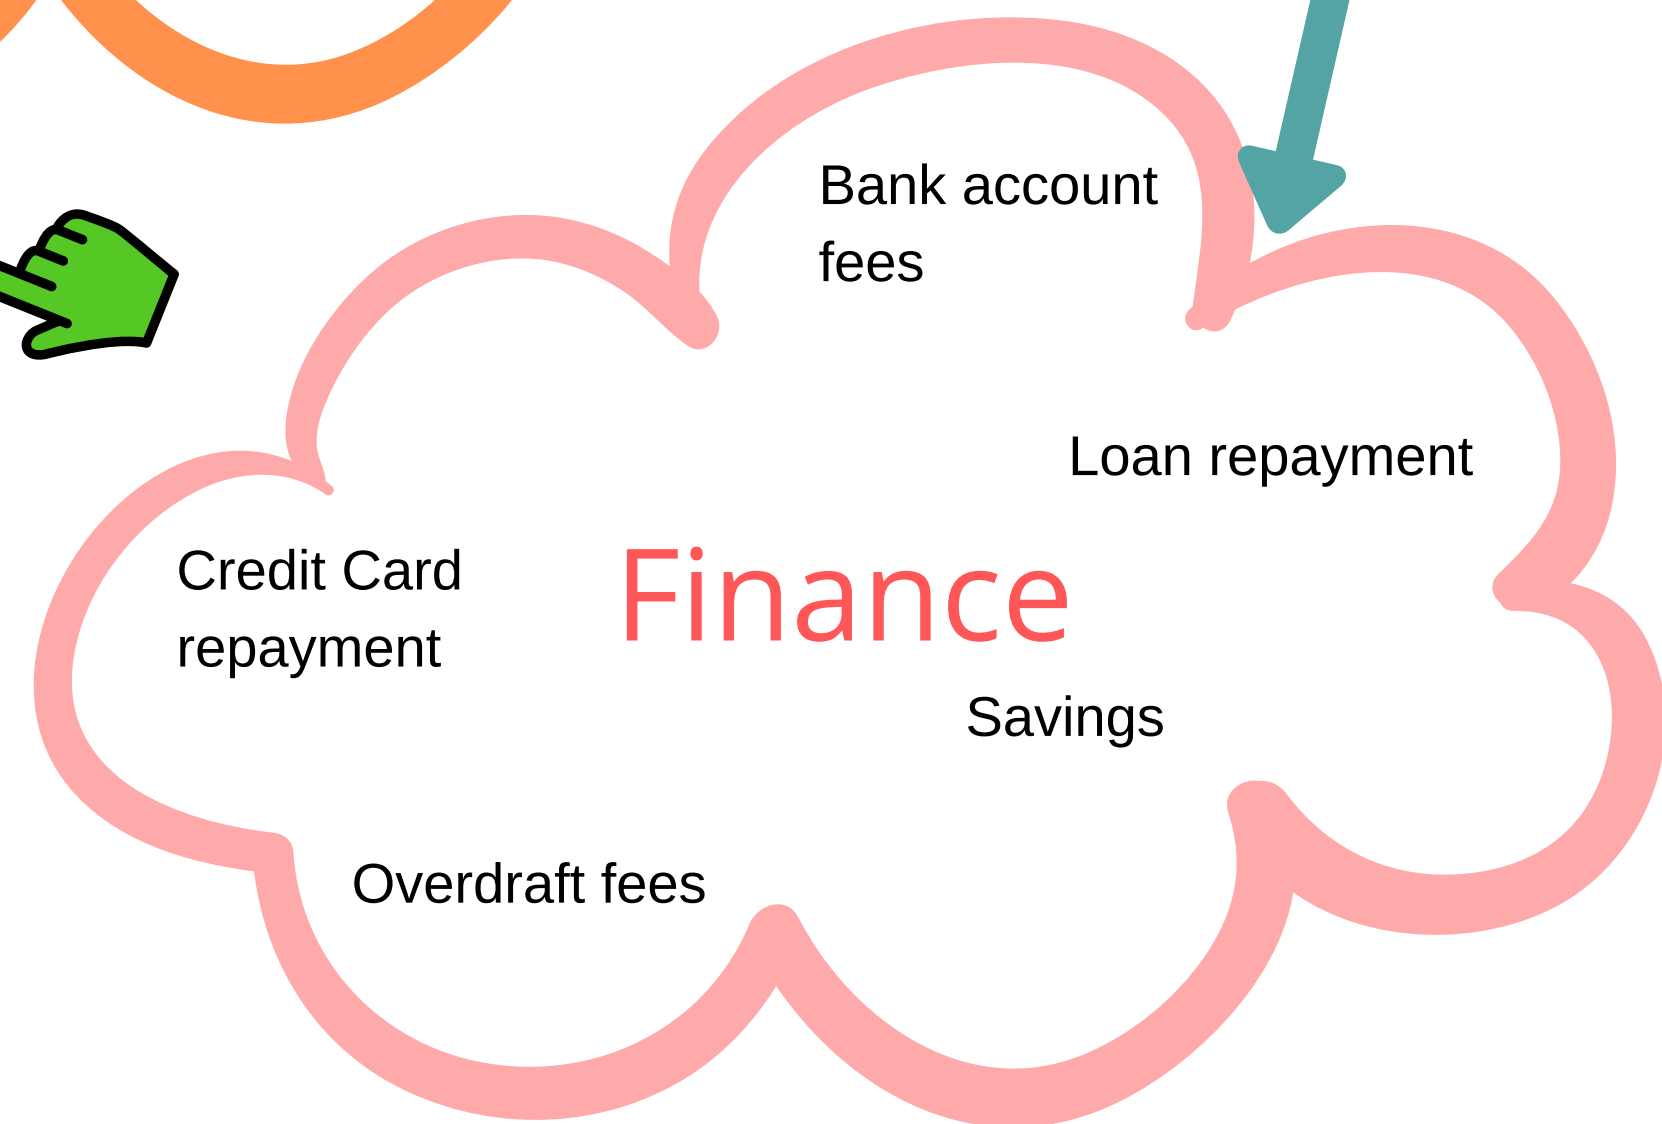 Bank account
fees
Loan repayment
Credit Card
repayment
Finance
Savings
Overdraft fees